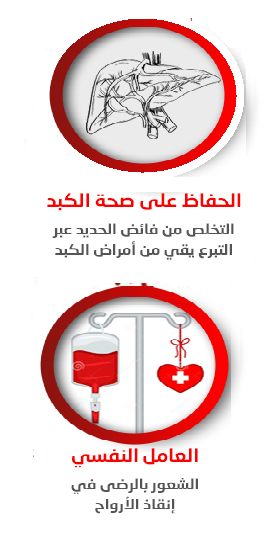 الحفاظ على صحة الكبد
التخلص من فائض الحديد عبر
التبرع يقي من أمراض الكبد
العامل النفسي
الشعور بالرضى في
إنقاذ الأرواح